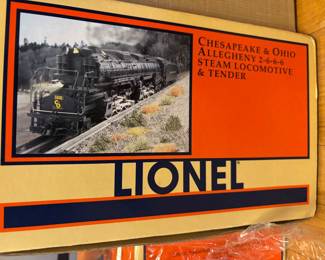 CHESAPEAKE & OHIO
ALLEGHENY 2-6-6-6
STEAM LOCOMOTIVE
& TENDER
LIONEL